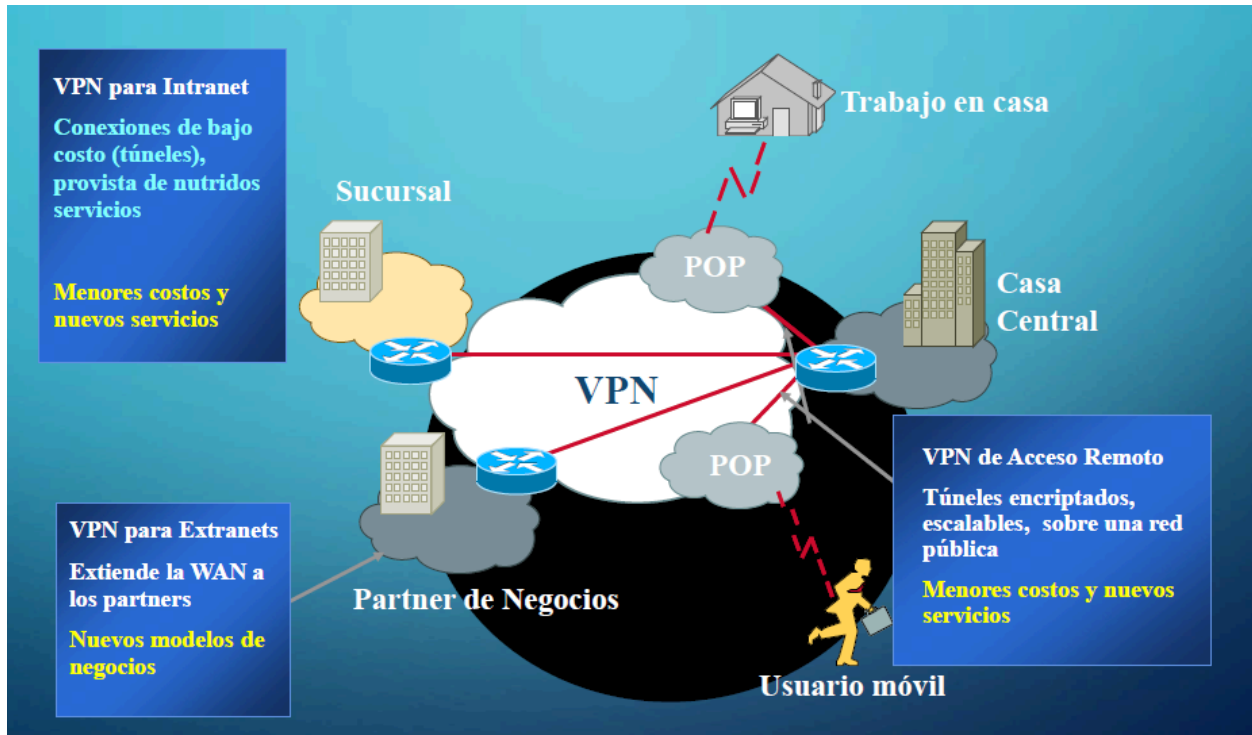 VPN para Intranet
Conexiones de bajo
costo (túneles),
provista de nutridos
servicios
Menores costos y
nuevos servicios
Trabajo en casa
Sucursal
POP
Casa
Central
VPN
POP
VPN de Acceso Remoto
Túneles encriptados,
escalables, sobre una red
pública
Menores costos y nuevos
servicios
VPN para Extranets
Extiende la WAN a
los partners
Nuevos modelos de
negocios
Partner de Negocios
Usuario móvil